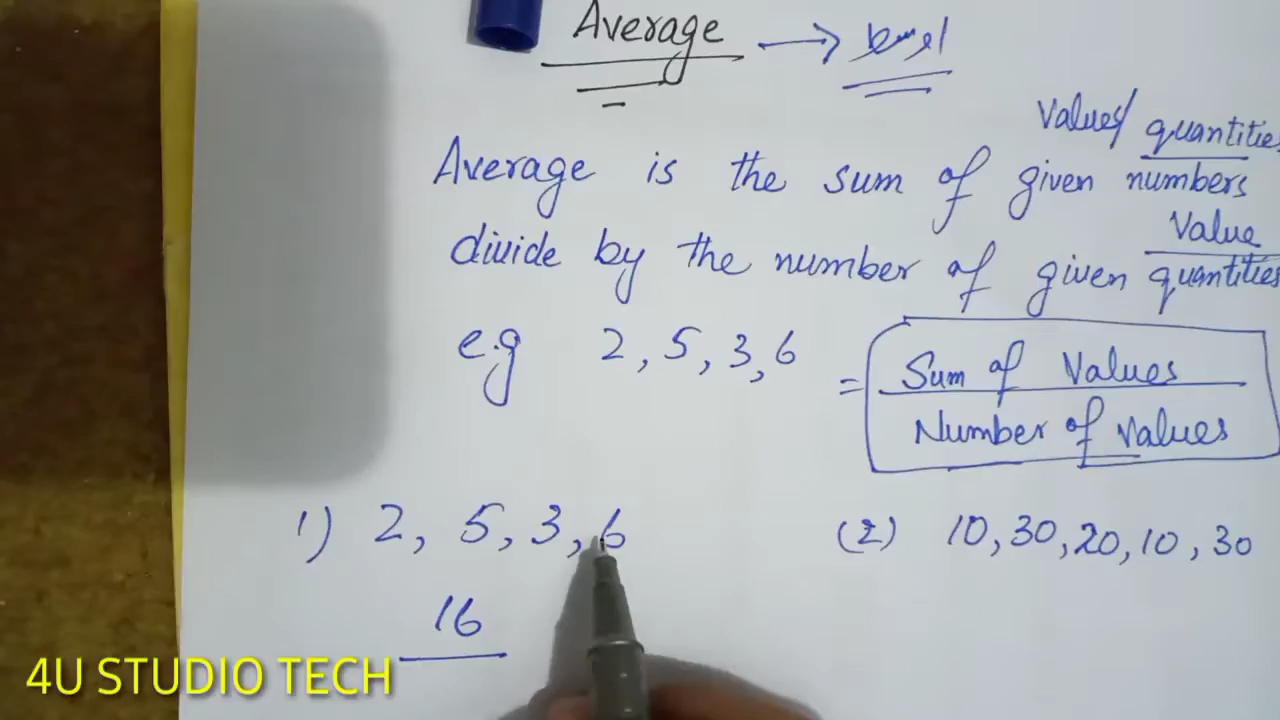 Average →
Values/ quantities
Average is the sum of given numbers
Value
divide by the number of given quantities
e.g 2, 5, 3, 6 = Sum of Values
Number of values
1) 2, 5, 3, 6
(2) 10, 30, 20, 10, 30
16
4U STUDIO TECH